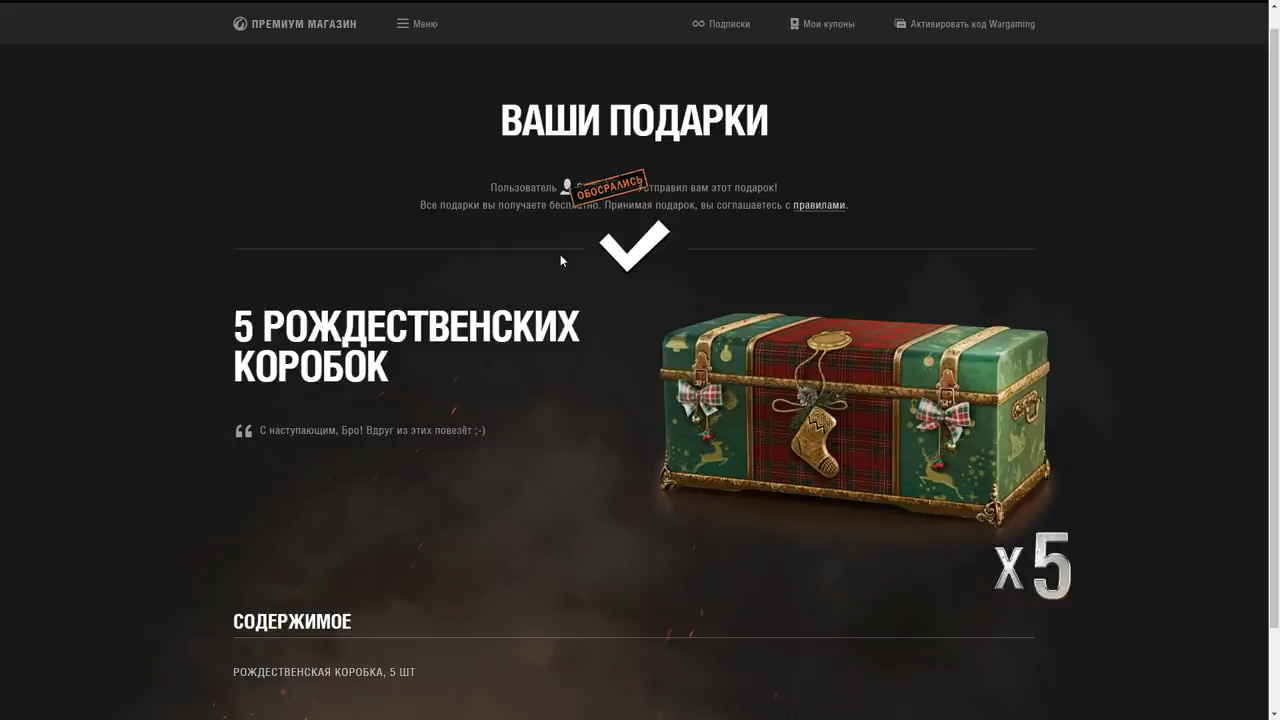 ПРЕМИУМ МАГАЗИН
Меню
Подписки
Мои купоны
Активировать код Wargaming
ВАШИ ПОДАРКИ
Пользователь ОБОСРАЛИСЬ отправил вам этот подарок!
Все подарки вы получаете бесплатно. Принимая подарок, вы соглашаетесь с правилами.
5 РОЖДЕСТВЕНСКИХ
КОРОБОК
С наступающим, Бро! Вдруг из этих повезёт ;-)
X5
СОДЕРЖИМОЕ
РОЖДЕСТВЕНСКАЯ КОРОБКА, 5 ШТ